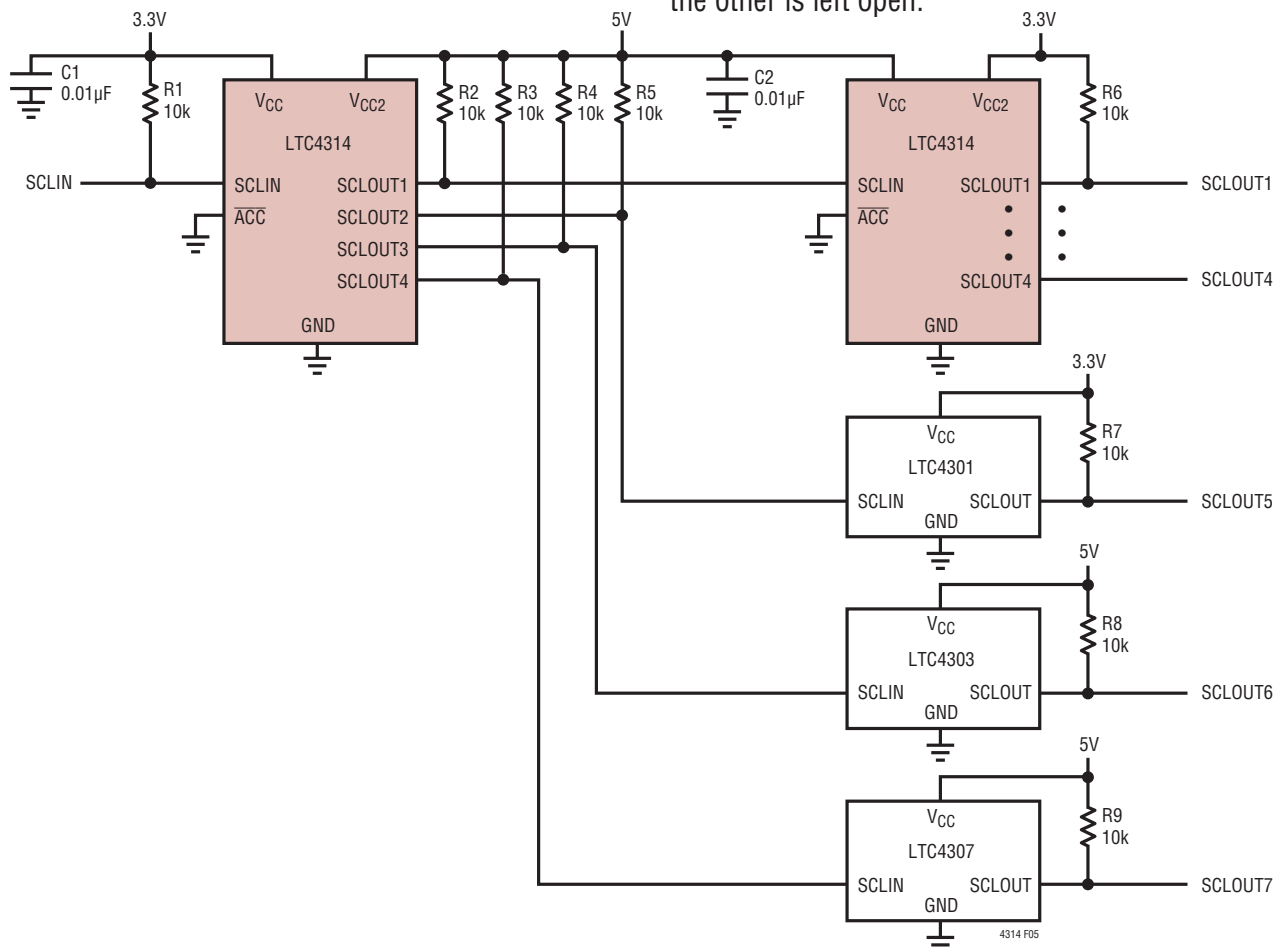 the other is left open.
3.3V
5V
3.3V
C1
0.01µF
R1
10k
VCC
VCC2
LTC4314
SCLIN
SCLIN
ACC
SCLOUT1
SCLOUT2
SCLOUT3
SCLOUT4
GND
R2
10k
R3
10k
R4
10k
R5
10k
C2
0.01µF
VCC
VCC2
LTC4314
SCLIN
ACC
SCLOUT1
SCLOUT4
GND
R6
10k
SCLOUT1
SCLOUT4
3.3V
VCC
LTC4301
SCLIN
SCLOUT
GND
R7
10k
SCLOUT5
5V
VCC
LTC4303
SCLIN
SCLOUT
GND
R8
10k
SCLOUT6
5V
VCC
LTC4307
SCLIN
SCLOUT
GND
R9
10k
SCLOUT7
4314 F05